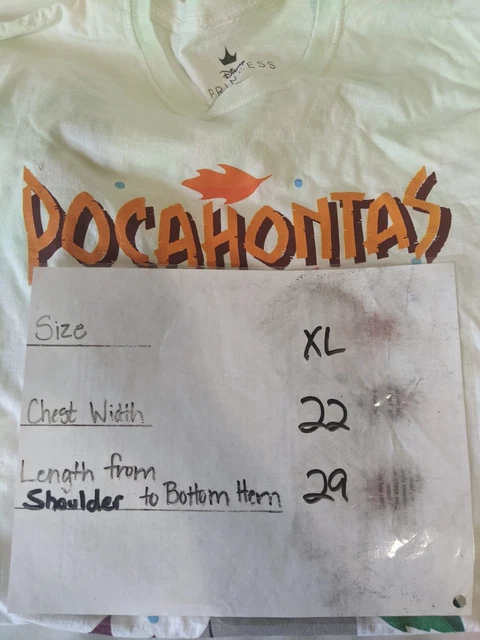 Disney
PRINCESS
POCAHONTAS
Size XL
Chest Width 22
Length from
Shoulder to Bottom Hem 29